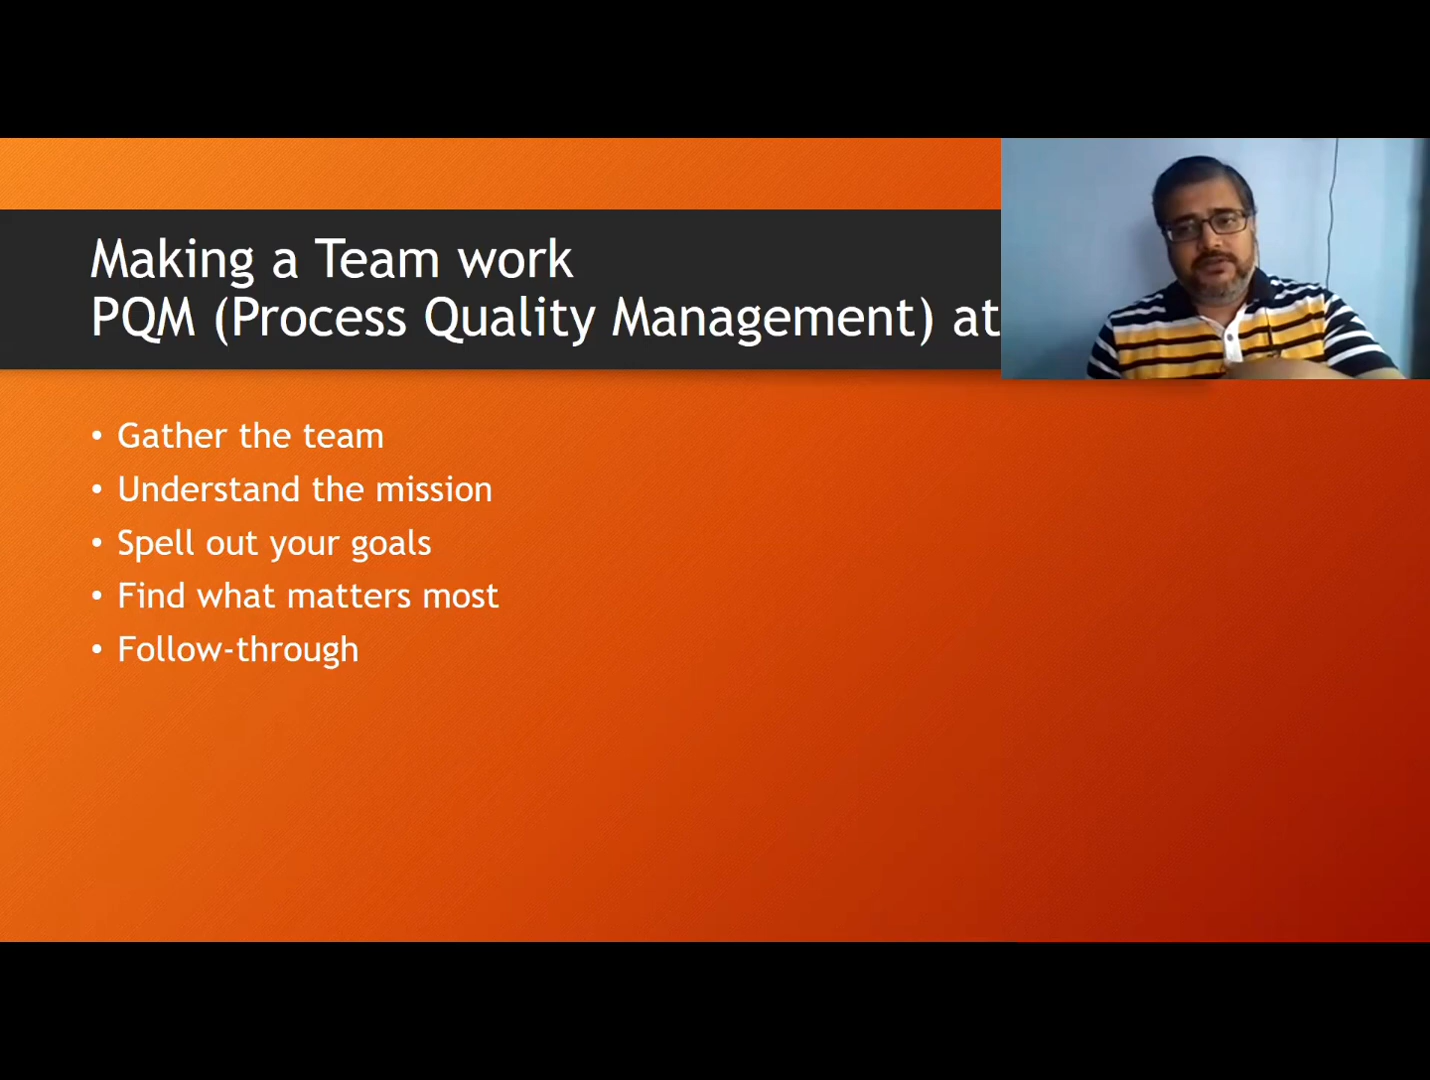 Making a Team work
PQM (Process Quality Management) at
• Gather the team
• Understand the mission
• Spell out your goals
• Find what matters most
• Follow-through